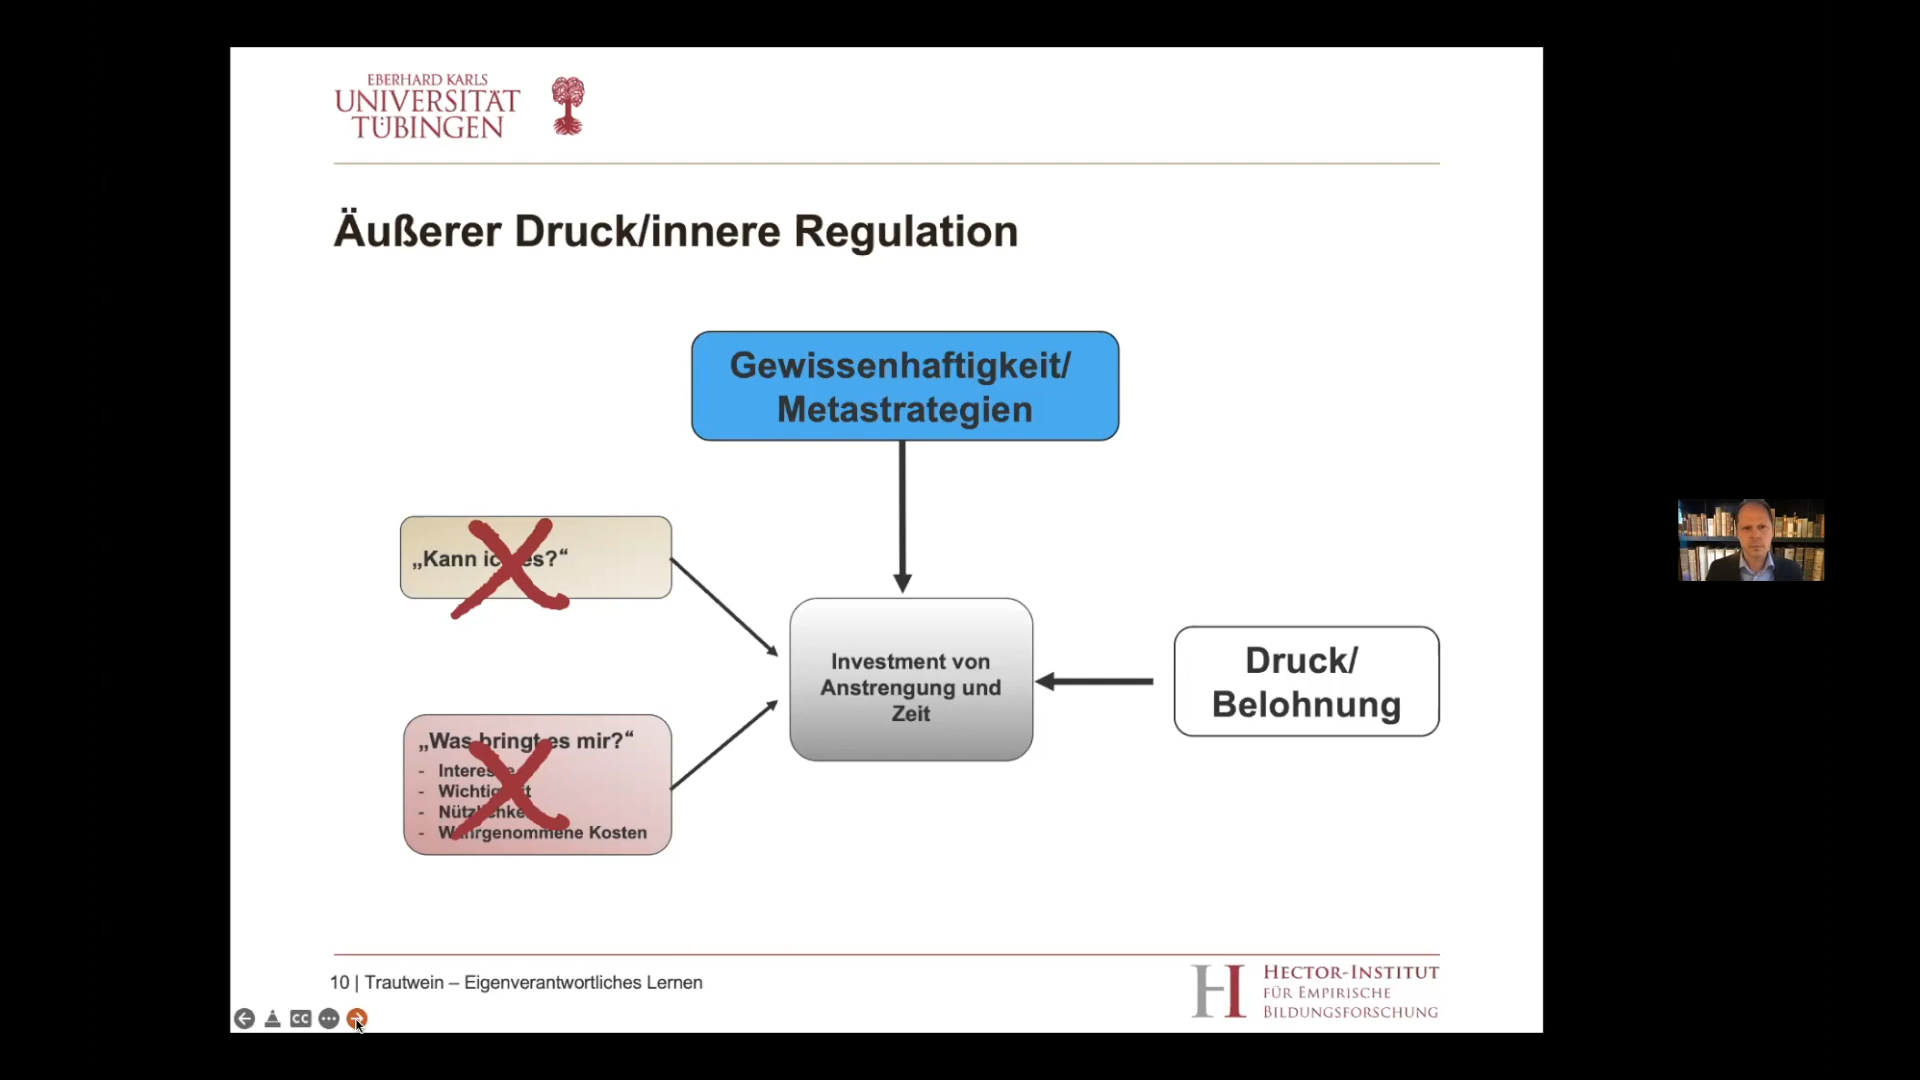 EBERHARD KARLS
UNIVERSITÄT
TÜBINGEN
Äußerer Druck/innere Regulation
Gewissenhaftigkeit/
Metastrategien
„Kann ich es?“
Investment von
Anstrengung und
Zeit
Druck/
Belohnung
„Was bringt es mir?“
- Interesse
- Wichtigkeit
- Nützlichkeit
- Wahrgenommene Kosten
10 | Trautwein – Eigenverantwortliches Lernen
HECTOR-INSTITUT
FÜR EMPIRISCHE
BILDUNGSFORSCHUNG
CC